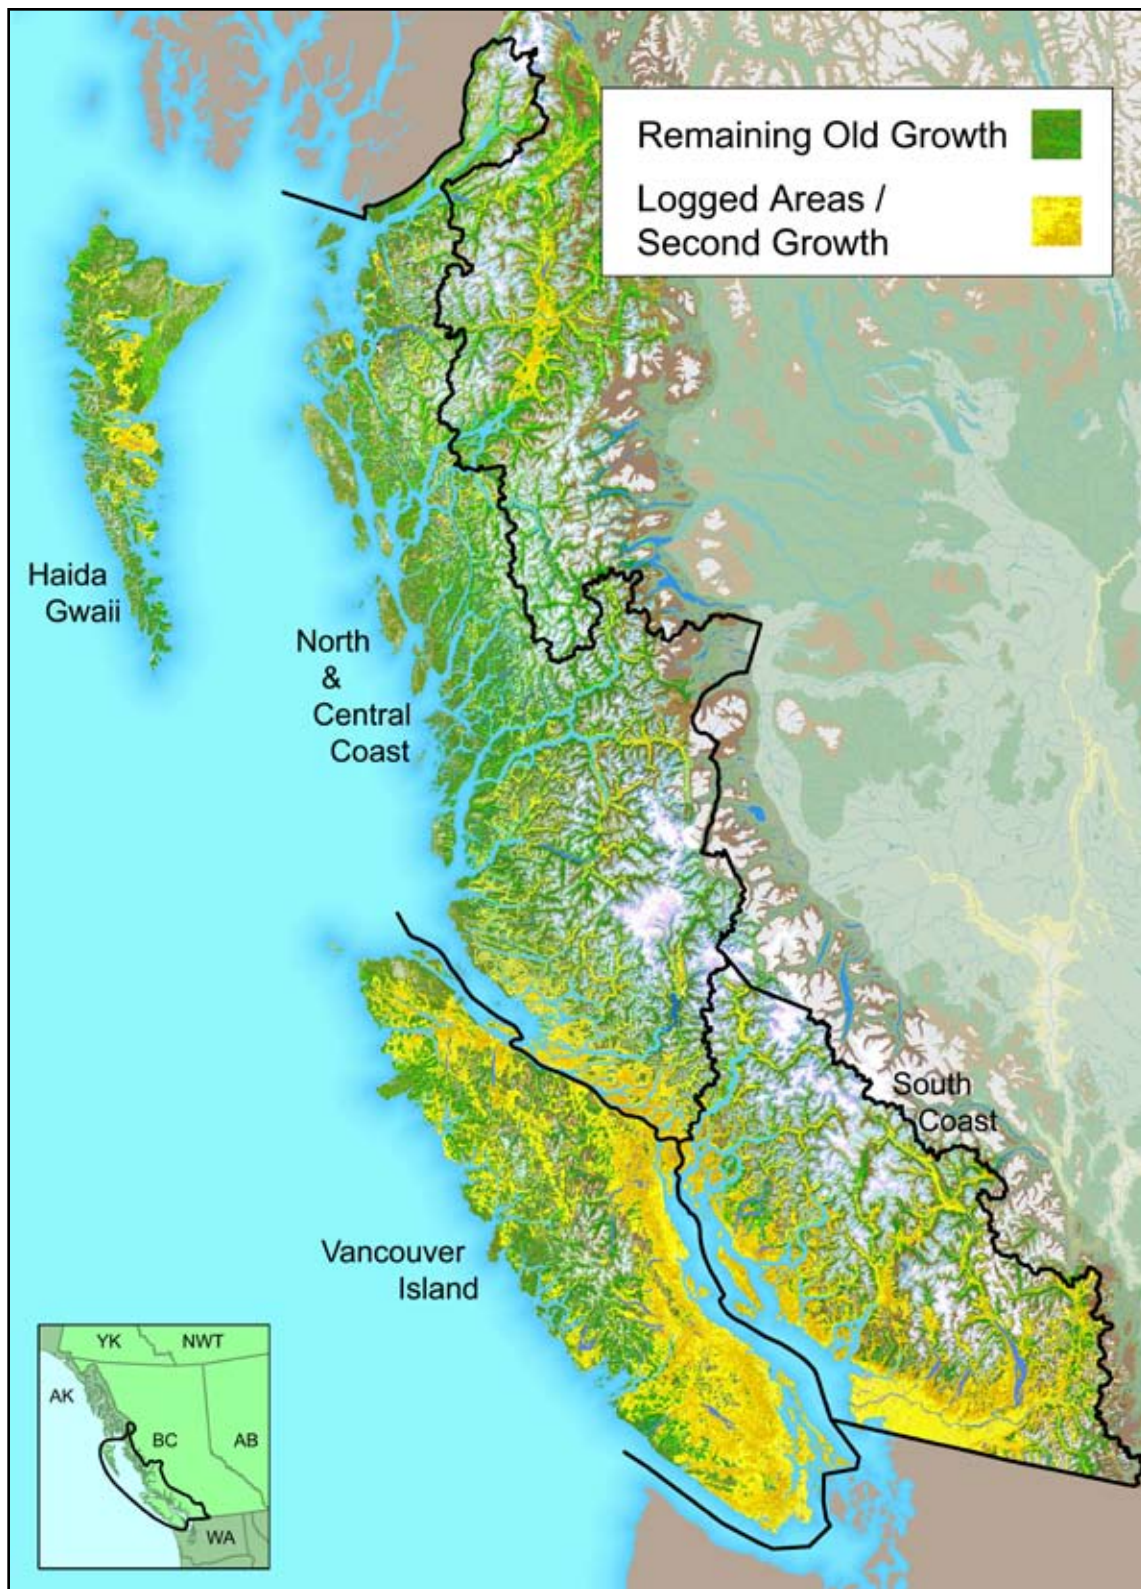 Remaining Old Growth
Logged Areas /
Second Growth
Haida
Gwaii
North
&
Central
Coast
South
Coast
Vancouver
Island
YK
NWT
AK
BC
AB
WA